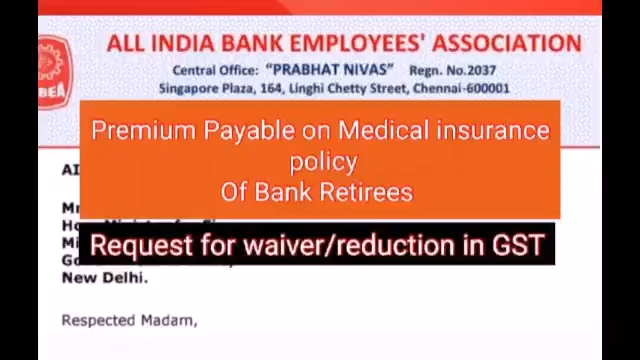 ALL INDIA BANK EMPLOYEES' ASSOCIATION
Central Office: "PRABHAT NIVAS" Regn. No.2037
Singapore Plaza, 164, Linghi Chetty Street, Chennai-600001
BEA
Premium Payable on Medical insurance
policy
Of Bank Retirees
Request for waiver/reduction in GST
New Delhi.
Respected Madam,